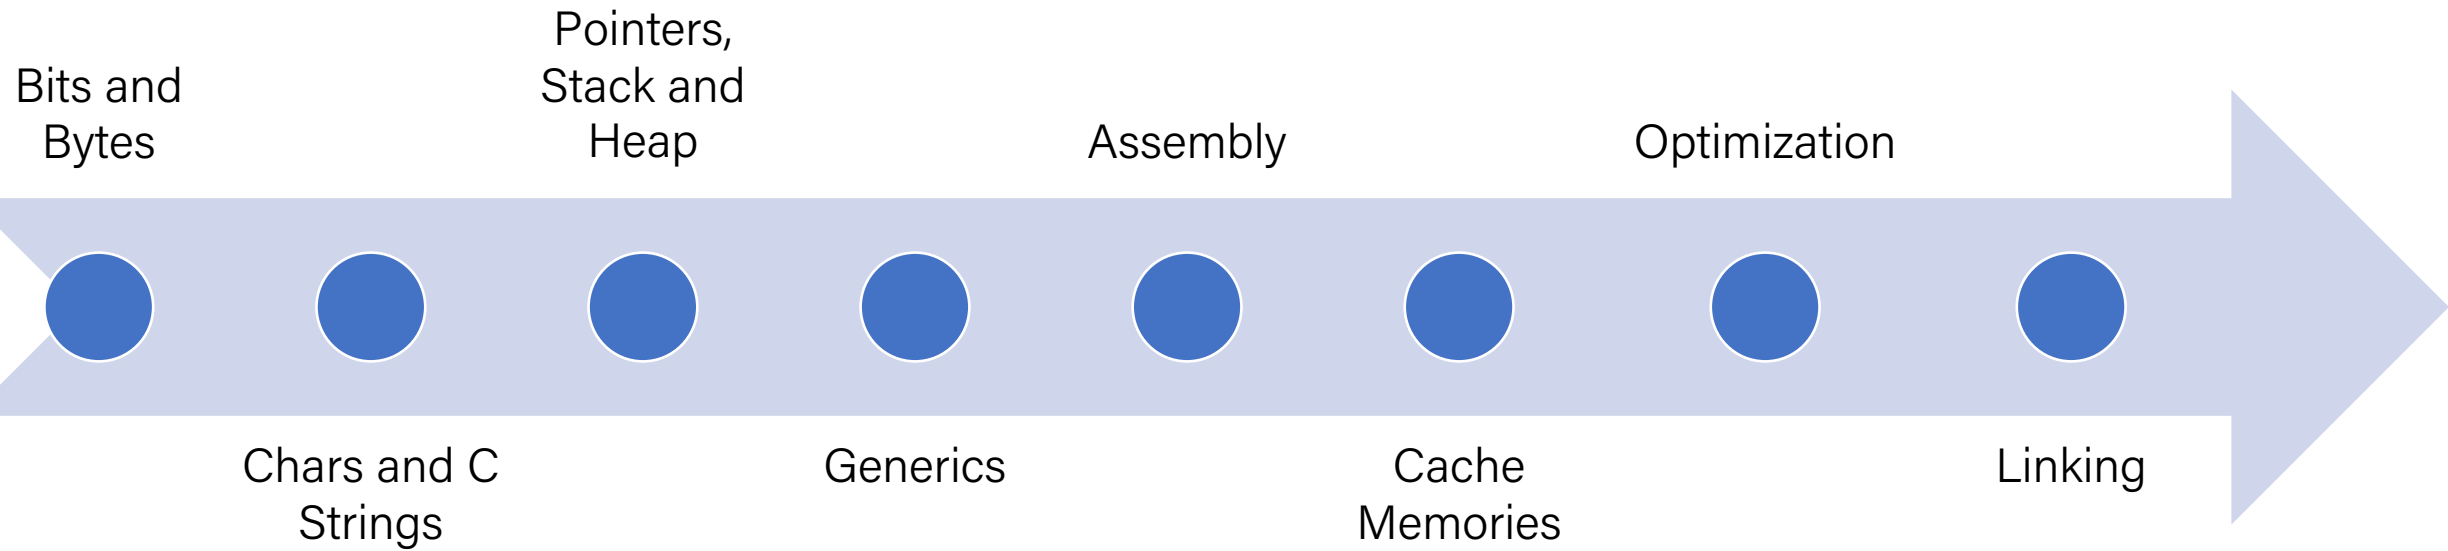 Bits and
Bytes
Chars and C
Strings
Pointers,
Stack and
Heap
Generics
Assembly
Cache
Memories
Optimization
Linking